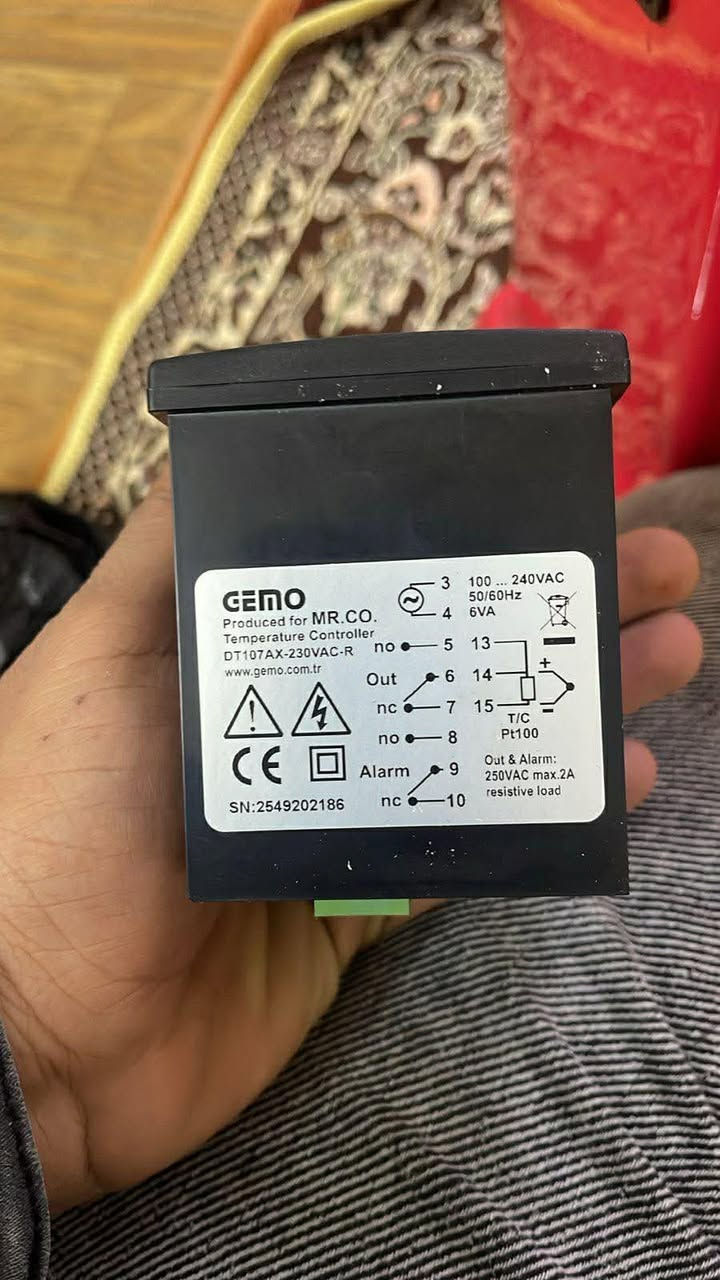 GEMO
Produced for MR.CO.
Temperature Controller
DT107AX-230VAC-R
www.gemo.com.tr
CE
SN:2549202186
3 100 ... 240VAC
50/60Hz
4 6VA
no 5
Out 6
nc 7
no 8
Alarm 9
nc 10
13
14 +
15 -
T/C
Pt100
Out & Alarm:
250VAC max.2A
resistive load